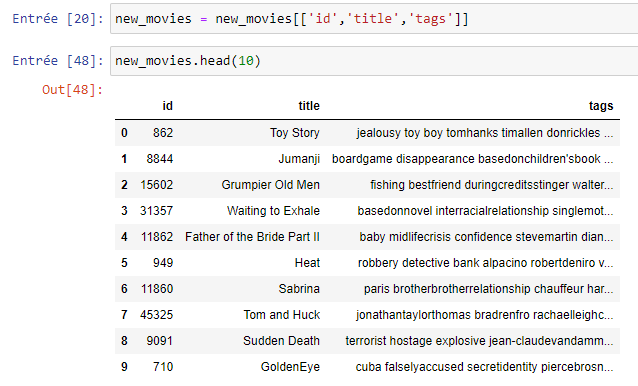 Entrée [20]: new_movies = new_movies[['id','title','tags']]
Entrée [48]: new_movies.head(10)
Out[48]:
id title tags
0 862 Toy Story jealousy toy boy tomhanks timallen donrickles ...
1 8844 Jumanji boardgame disappearance basedonchildren'sbook ...
2 15602 Grumpier Old Men fishing bestfriend duringcreditsstinger walter...
3 31357 Waiting to Exhale basedonnovel interracialrelationship singlemot...
4 11862 Father of the Bride Part II baby midlifecrisis confidence stevemartin dian...
5 949 Heat robbery detective bank alpacino robertdeniro v...
6 11860 Sabrina paris brotherbrotherrelationship chauffeur har...
7 45325 Tom and Huck jonathantaylorthomas bradrenfro rachaelleighc...
8 9091 Sudden Death terrorist hostage explosive jean-claudevandamm...
9 710 GoldenEye cuba falselyaccused secretidentity piercebrosn...